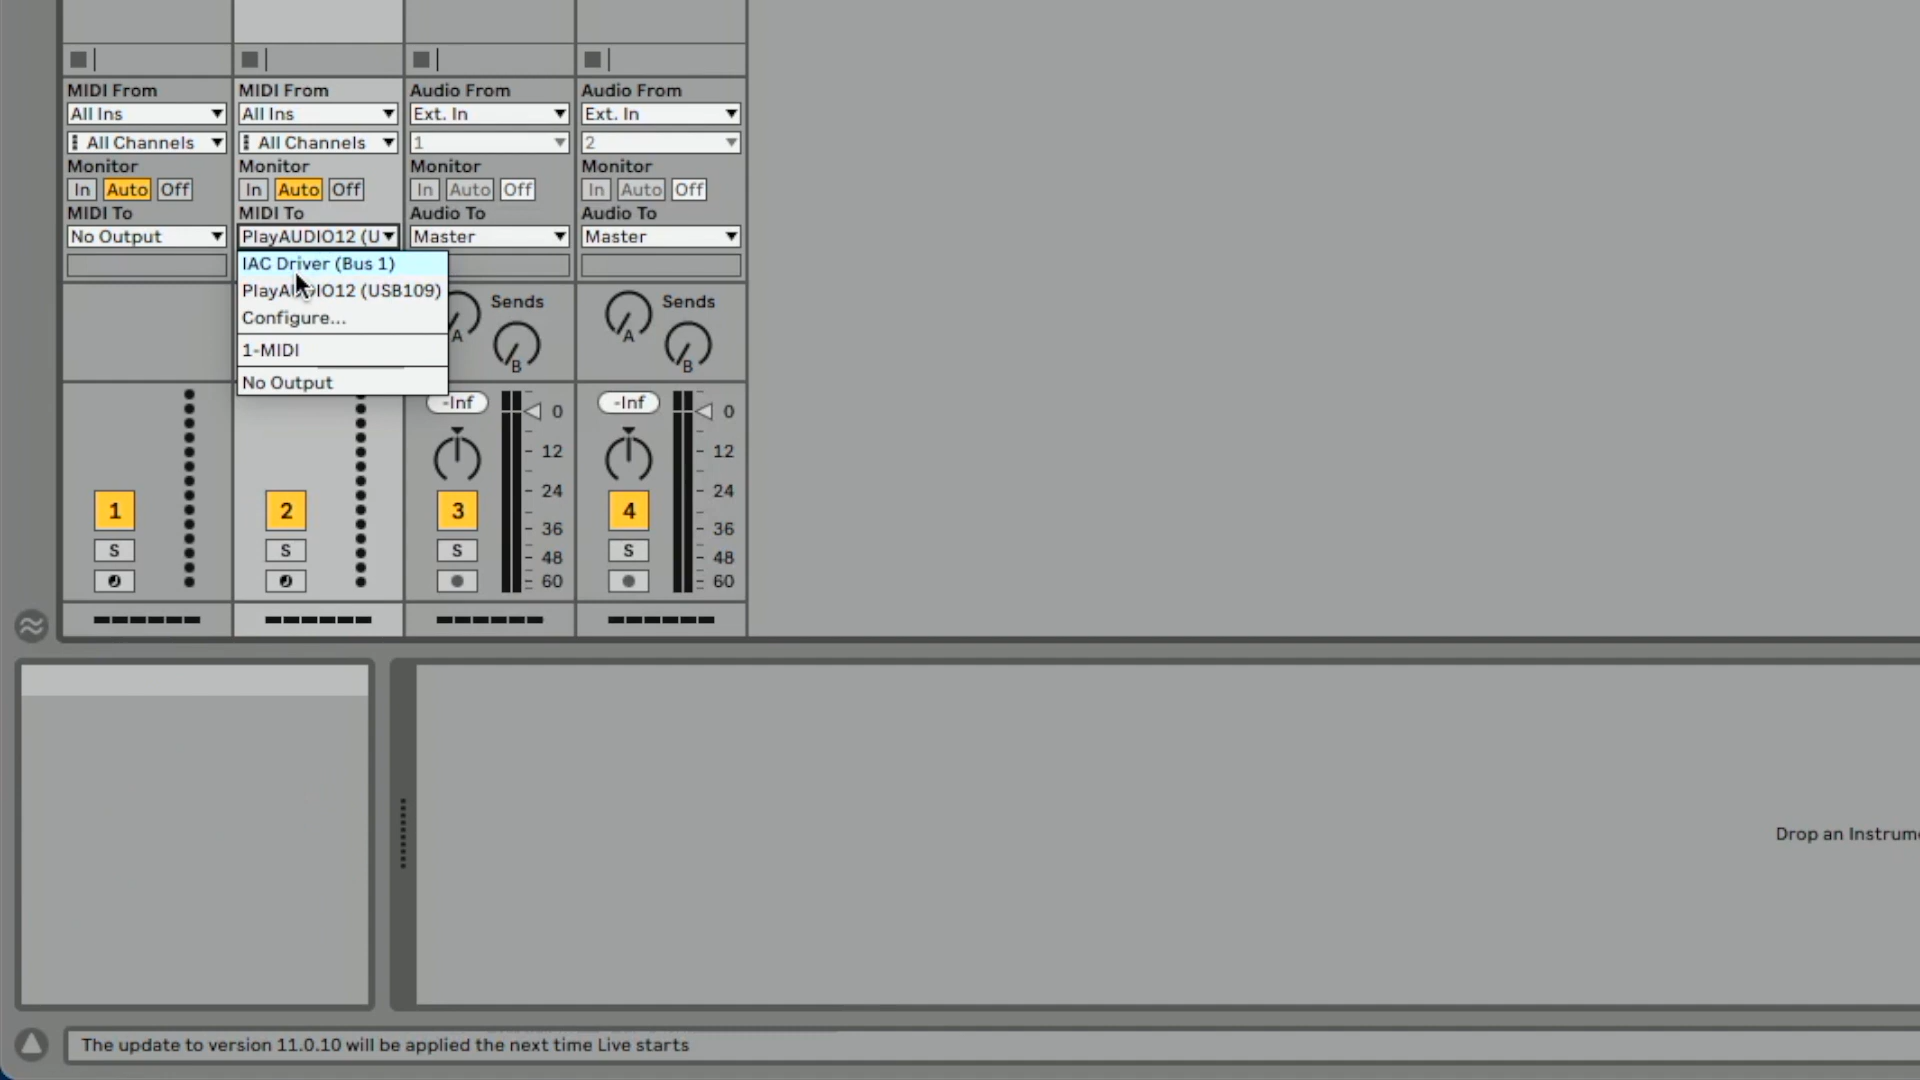 MIDI From MIDI From Audio From Audio From
All Ins All Ins Ext. In Ext. In
All Channels All Channels 1 2
Monitor Monitor Monitor Monitor
In Auto Off In Auto Off In Auto Off In Auto Off
MIDI To MIDI To Audio To Audio To
No Output PlayAUDIO12 (U Master Master
IAC Driver (Bus 1)
PlayAUDIO12 (USB109)
Configure...
1-MIDI
No Output
Sends Sends
A A
B B
-Inf 0 -Inf 0
12 12
24 24
1 2 3 4
36 36
S S S S
48 48
60 60
Drop an Instrum
The update to version 11.0.10 will be applied the next time Live starts